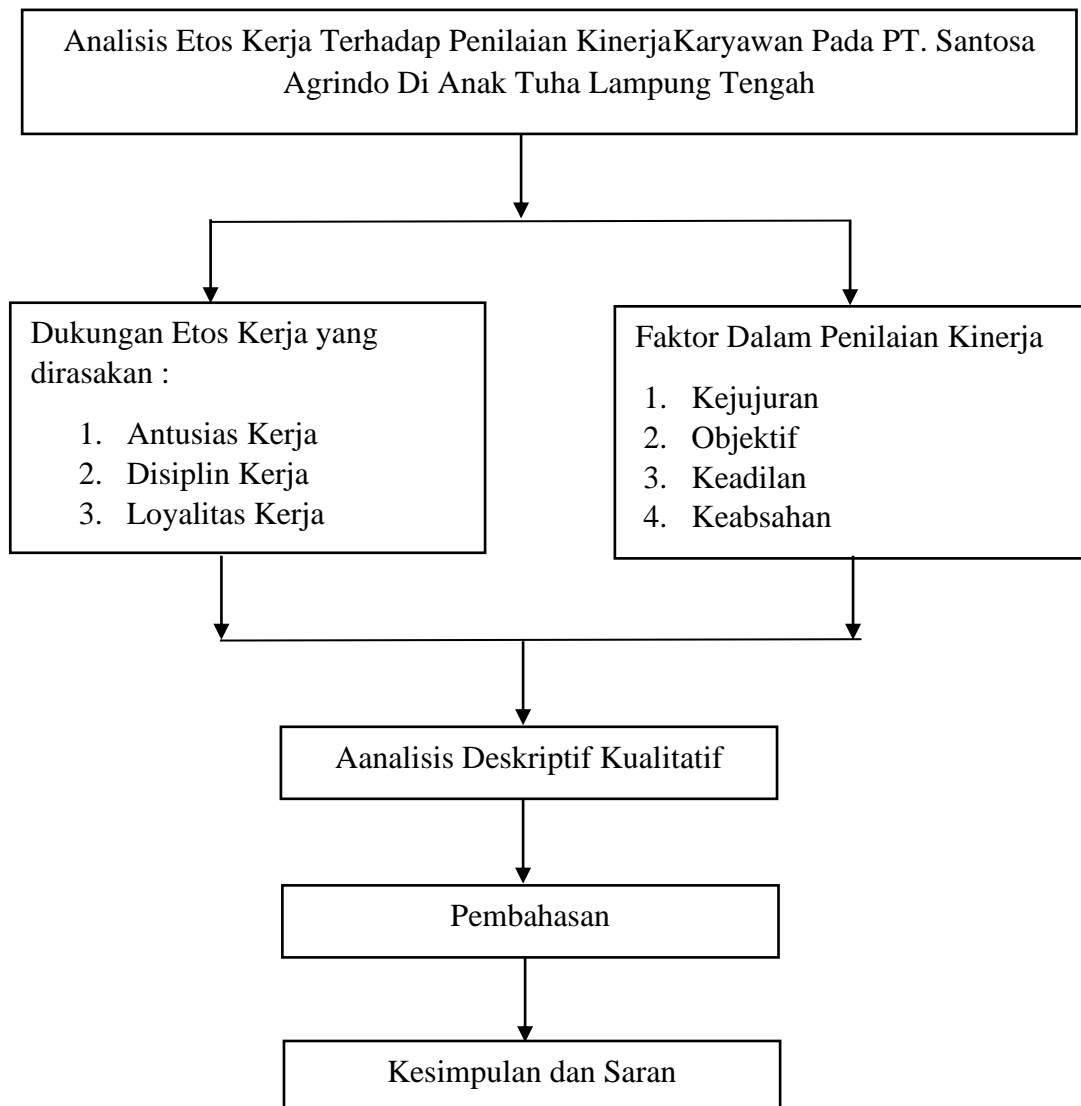 Analisis Etos Kerja Terhadap Penilaian KinerjaKaryawan Pada PT. Santosa
Agrindo Di Anak Tuha Lampung Tengah
Dukungan Etos Kerja yang
dirasakan :
1. Antusias Kerja
2. Disiplin Kerja
3. Loyalitas Kerja
Faktor Dalam Penilaian Kinerja
1. Kejujuran
2. Objektif
3. Keadilan
4. Keabsahan
Aanalisis Deskriptif Kualitatif
Pembahasan
Kesimpulan dan Saran